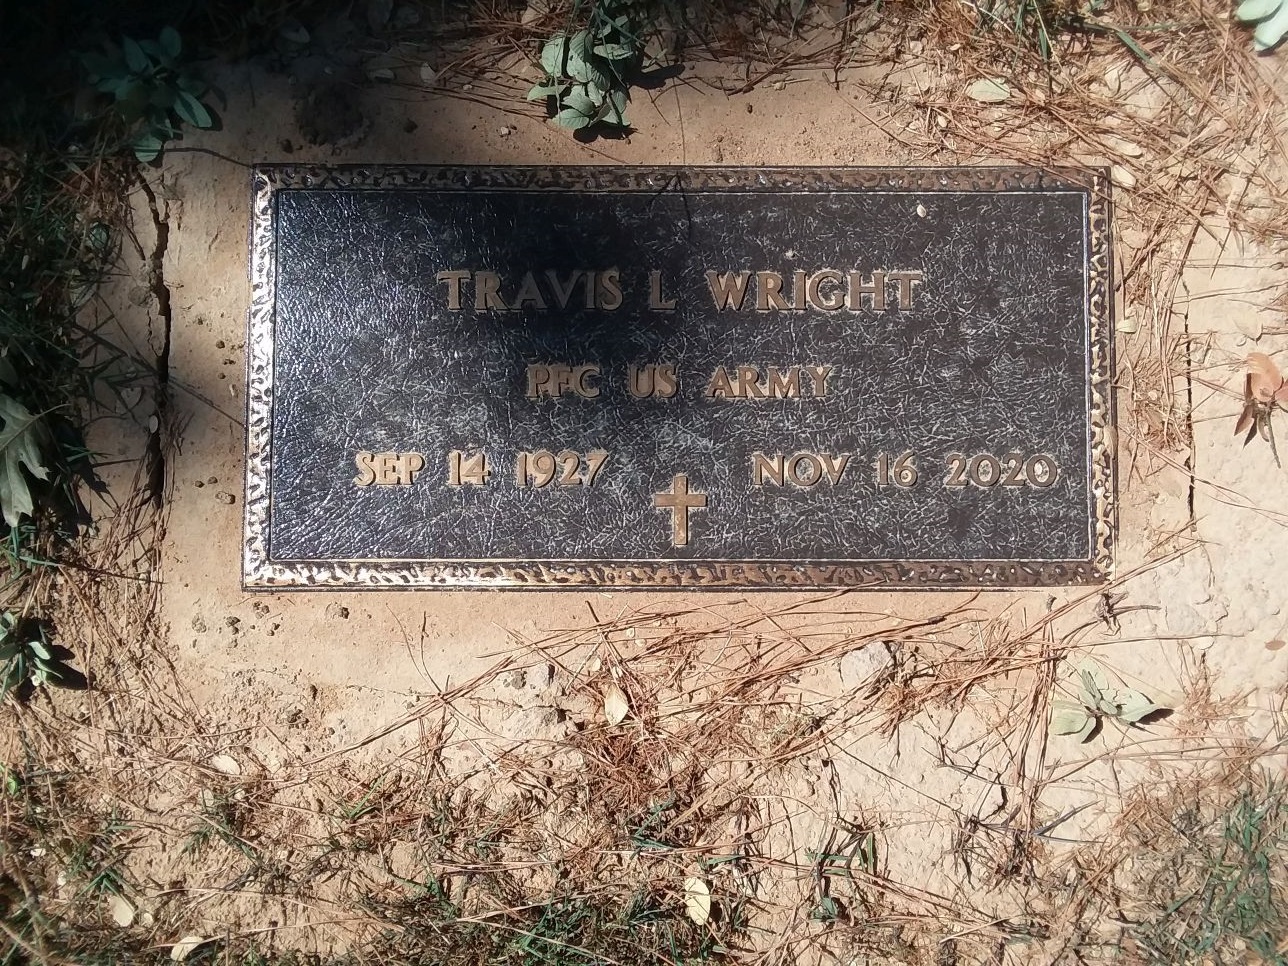 TRAVIS L WRIGHT
PFC US ARMY
SEP 14 1927 NOV 16 2020